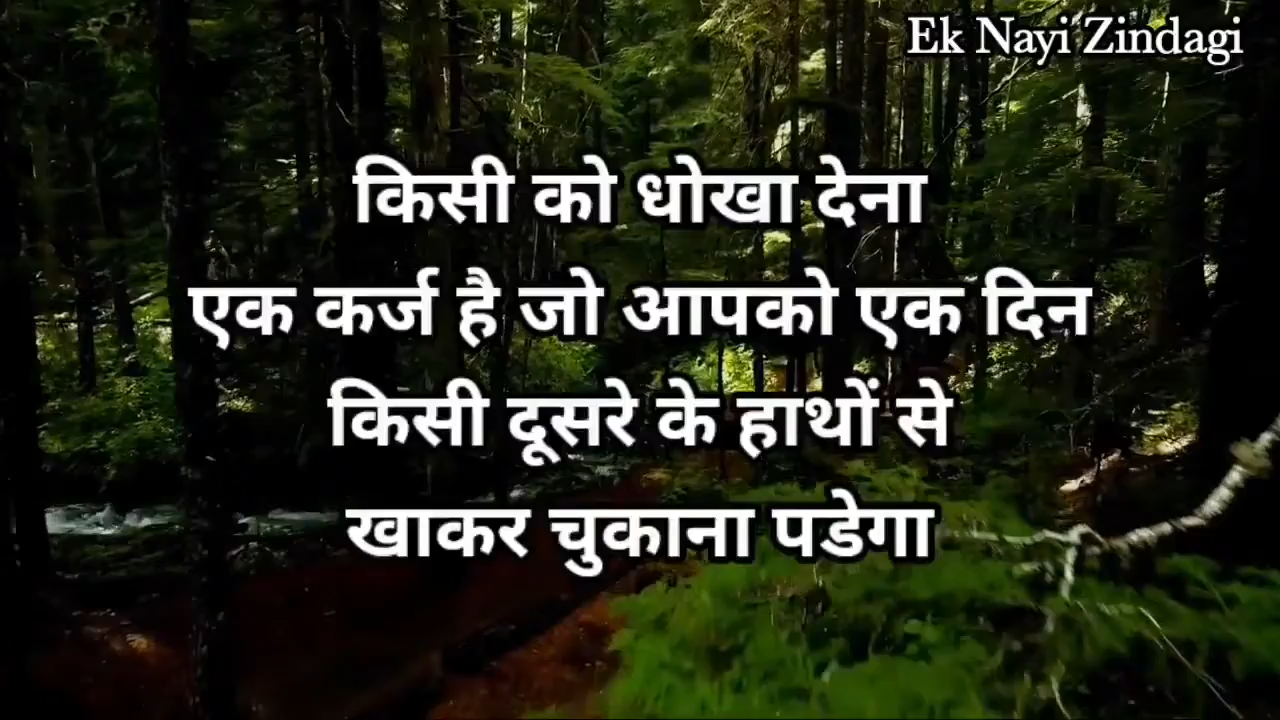 Ek Nayi Zindagi
किसी को धोखा देना
एक कर्ज है जो आपको एक दिन
किसी दूसरे के हाथों से
खाकर चुकाना पडेगा